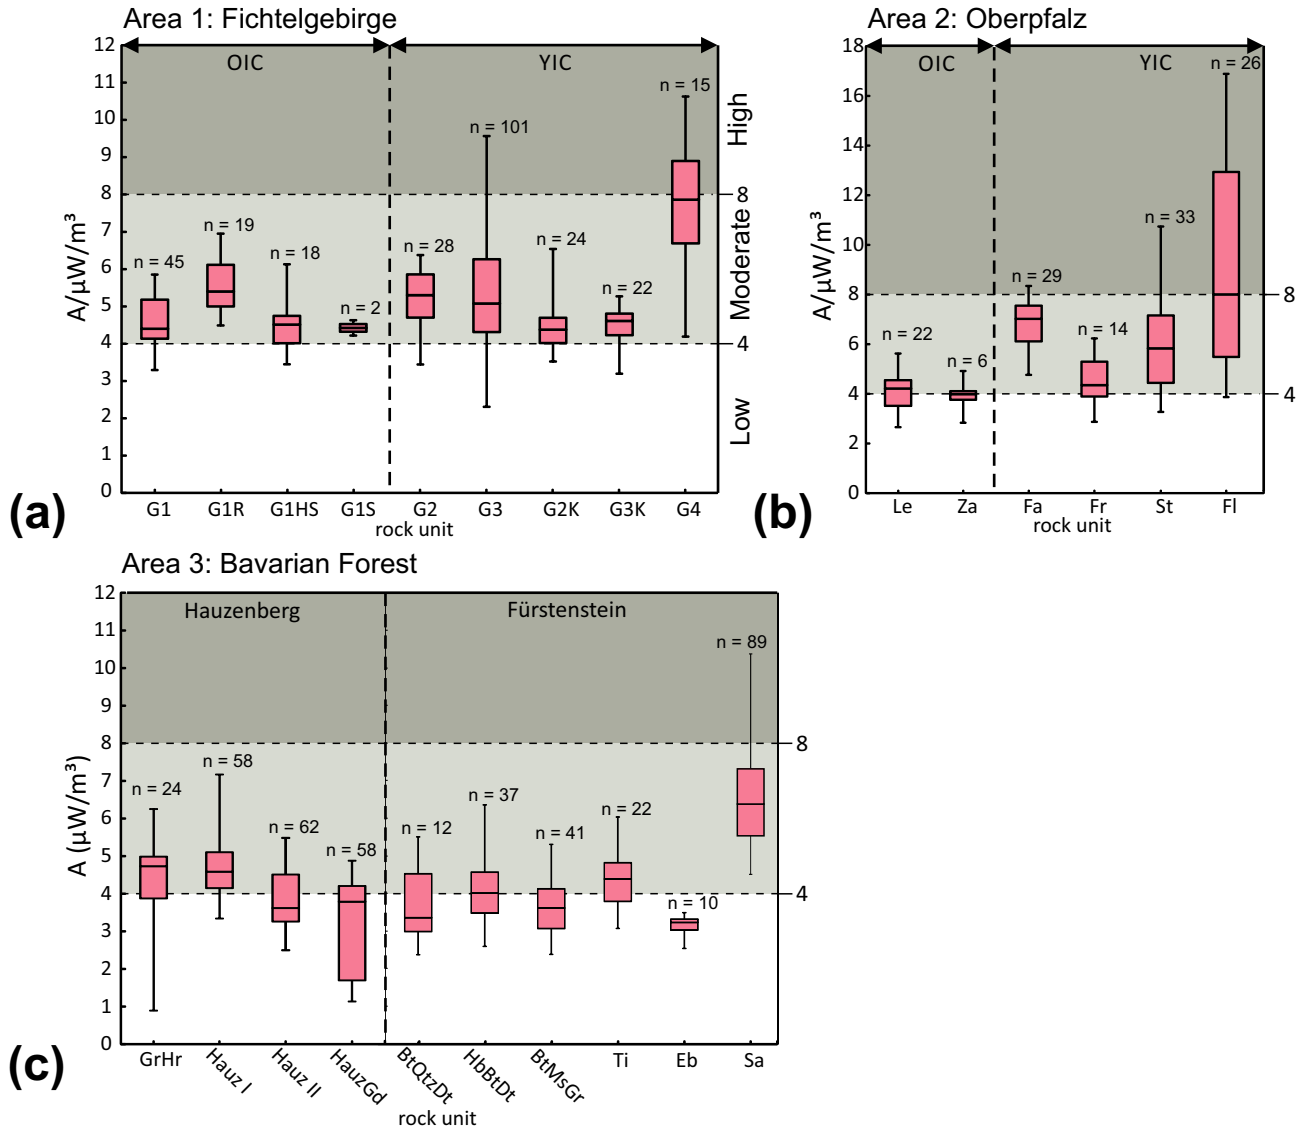 Area 1: Fichtelgebirge
OIC YIC
A/µW/m³
12
11
10
9
8
7
6
5
4
3
2
1
0
n = 45
n = 19
n = 18
n = 2
n = 28
n = 101
n = 24
n = 22
n = 15
8
4
High
Moderate
Low
G1 G1R G1HS G1S G2 G3 G2K G3K G4
rock unit
(a)
Area 2: Oberpfalz
OIC YIC
A/µW/m³
18
16
14
12
10
8
6
4
2
0
n = 22
n = 6
n = 29
n = 14
n = 33
n = 26
8
4
Le Za Fa Fr St Fl
rock unit
(b)
Area 3: Bavarian Forest
Hauzenberg Fürstenstein
A (µW/m³)
12
11
10
9
8
7
6
5
4
3
2
1
0
n = 24
n = 58
n = 62
n = 58
n = 12
n = 37
n = 41
n = 22
n = 10
n = 89
8
4
GrHr Hauz I Hauz II HauzGd BtQtzDt HbBtDt BtMsGr Ti Eb Sa
rock unit
(c)